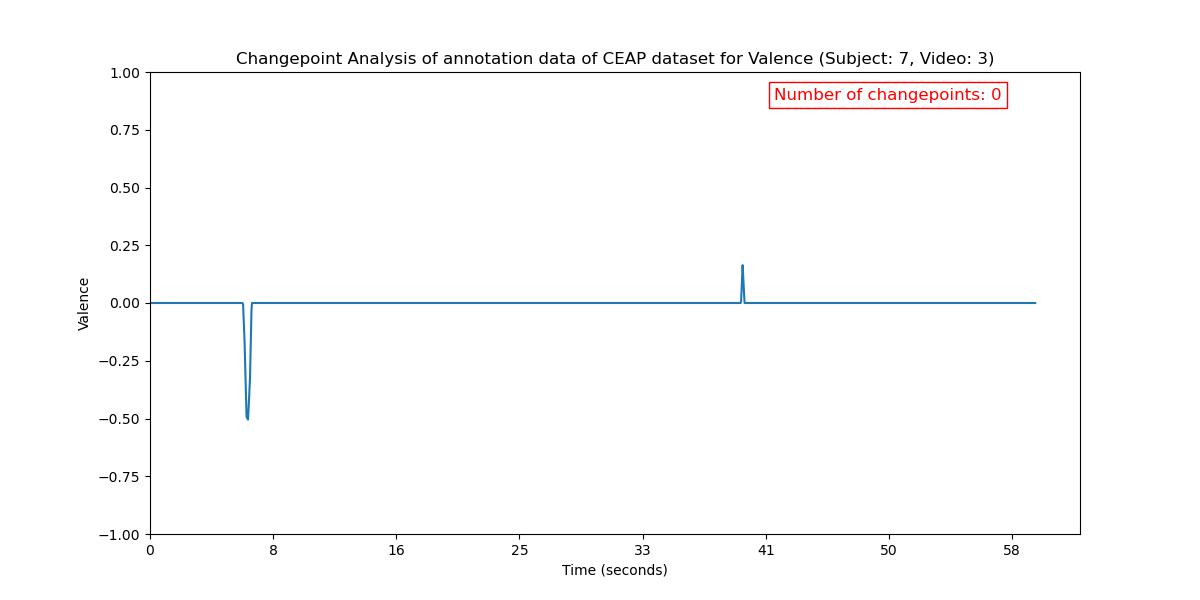 Changepoint Analysis of annotation data of CEAP dataset for Valence (Subject: 7, Video: 3)
Number of changepoints: 0
1.00
0.75
0.50
0.25
0.00
−0.25
−0.50
−0.75
−1.00
Valence
0 8 16 25 33 41 50 58
Time (seconds)